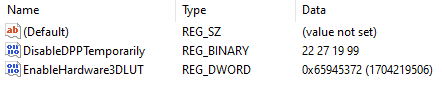 Name Type Data
(Default) REG_SZ (value not set)
DisableDPPTemporarily REG_BINARY 22 27 19 99
EnableHardware3DLUT REG_DWORD 0x65945372 (1704219506)